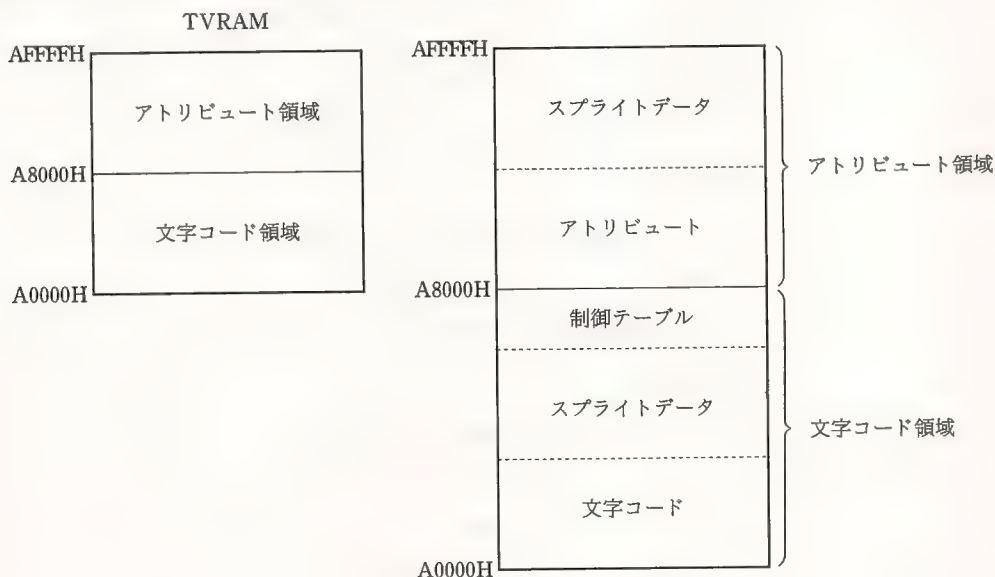 TVRAM
AFFFFH
アトリビュート領域
A8000H
文字コード領域
A0000H
AFFFFH
スプライトデータ
アトリビュート
アトリビュート領域
A8000H
制御テーブル
スプライトデータ
文字コード
文字コード領域
A0000H